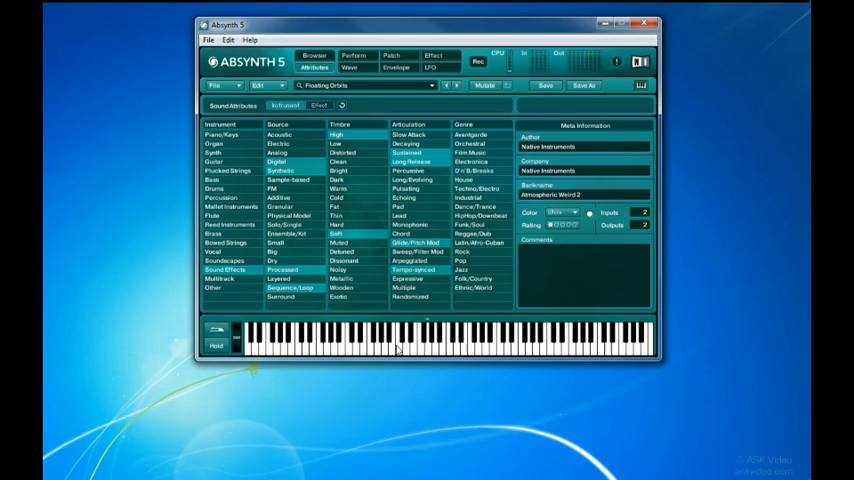 Absynth 5
File Edit Help
ABSYNTH 5
Browser Perform Patch Effect
Attributes Wave Envelope LFO
Rec
CPU In Out
File Edit Floating Orbits Mutate Save Save As
Sound Attributes Instrument Effect
Instrument
Piano/Keys
Organ
Synth
Guitar
Plucked Strings
Bass
Drums
Percussion
Mallet Instruments
Flute
Reed Instruments
Brass
Bowed Strings
Vocal
Soundscapes
Sound Effects
Multitrack
Other
Source
Acoustic
Electric
Analog
Digital
Synthetic
Sample-based
FM
Additive
Granular
Physical Model
Solo/Single
Ensemble/Kit
Small
Big
Dry
Processed
Layered
Sequence/Loop
Surround
Timbre
High
Low
Distorted
Clean
Bright
Dark
Warm
Cold
Fat
Thin
Hard
Soft
Muted
Detuned
Dissonant
Noisy
Metallic
Wooden
Exotic
Articulation
Slow Attack
Decaying
Sustained
Long Release
Percussive
Long/Evolving
Pulsating
Echoing
Pad
Lead
Monophonic
Chord
Glide/Pitch Mod
Sweep/Filter Mod
Arpeggiated
Tempo-synced
Expressive
Multiple
Randomized
Genre
Avantgarde
Orchestral
Film Music
Electronica
D'n'B/Breaks
House
Techno/Electro
Industrial
Dance/Trance
HipHop/Downbeat
Funk/Soul
Reggae/Dub
Latin/Afro-Cuban
Rock
Pop
Jazz
Folk/Country
Ethnic/World
Meta Information
Author
Native Instruments
Company
Native Instruments
Bankname
Atmospheric Weird 2
Color White Inputs 2
Rating Outputs 2
Comments
Hold
© ASK Video
askvideo.com